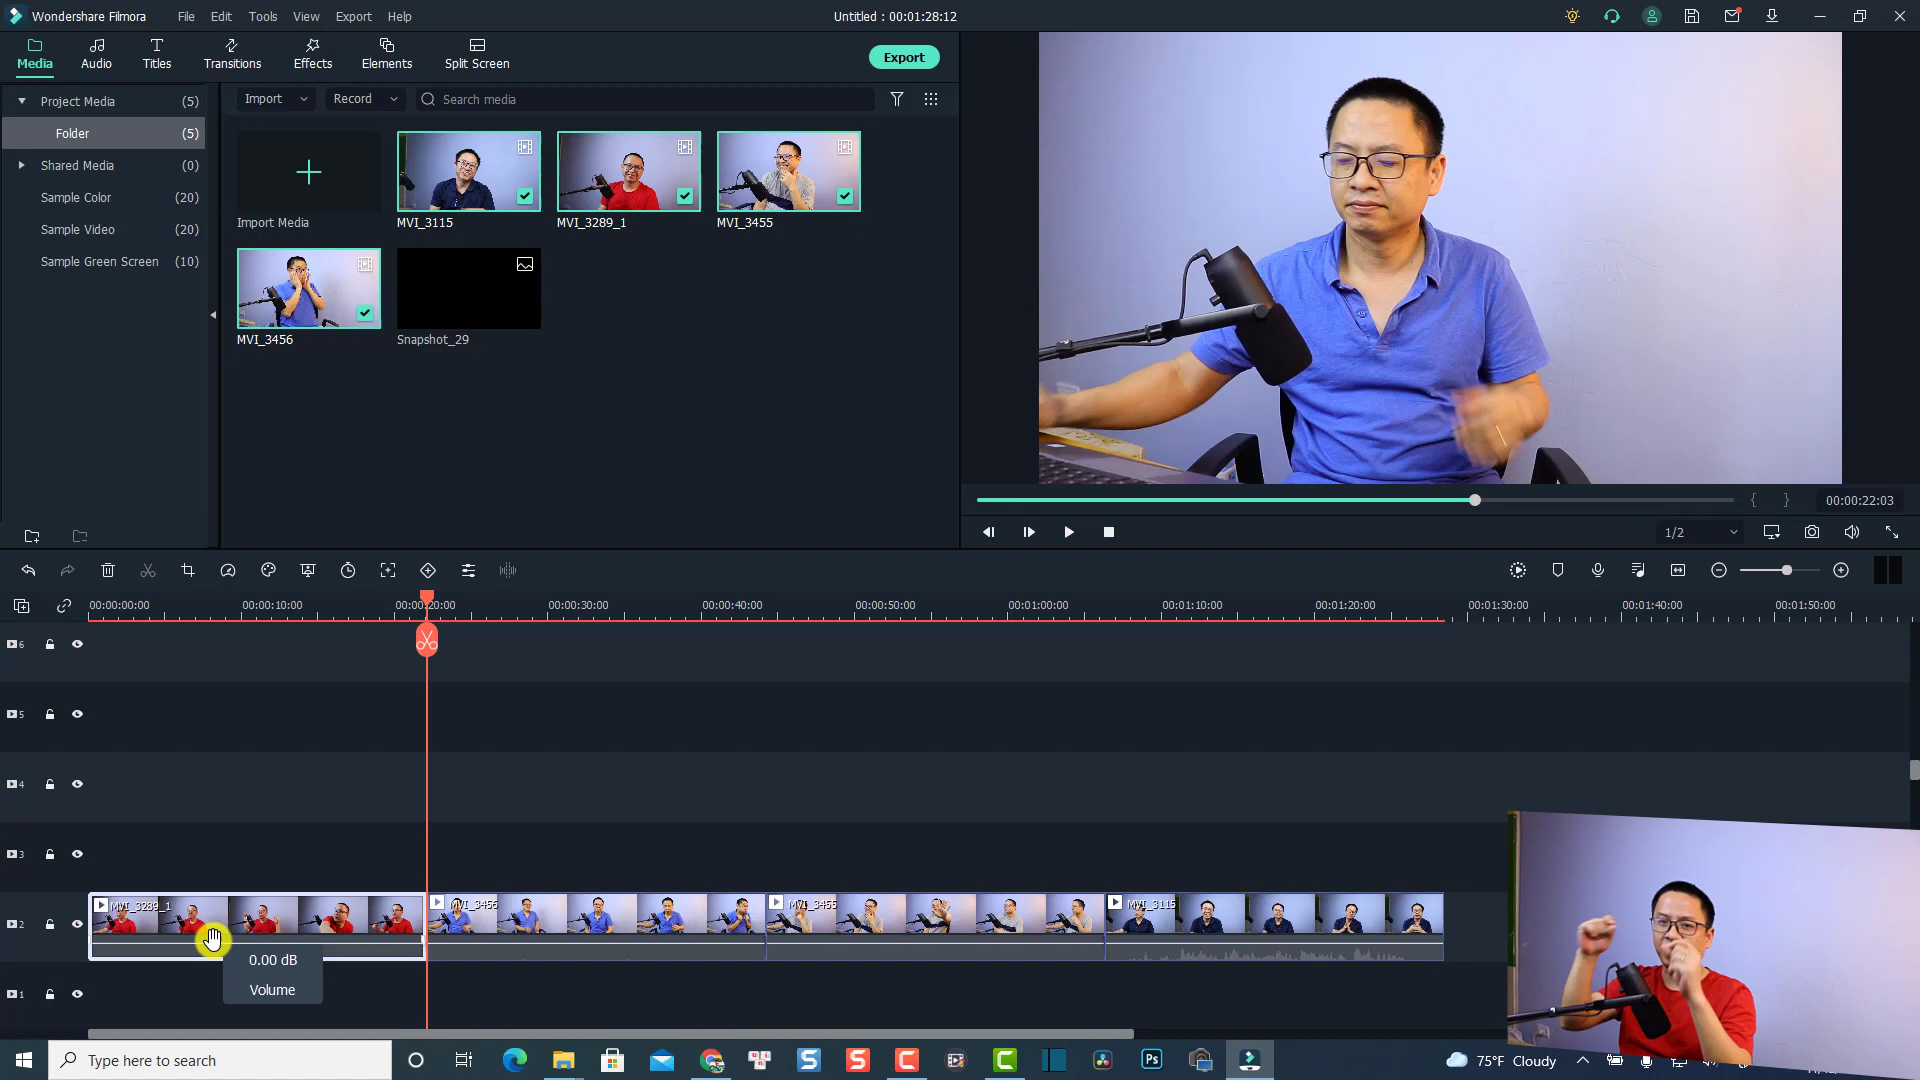 Wondershare Filmora File Edit Tools View Export Help Untitled : 00:01:28:12
Media Audio Titles Transitions Effects Elements Split Screen Export
Project Media (5)
Folder (5)
Shared Media (0)
Sample Color (20)
Sample Video (20)
Sample Green Screen (10)
Import Record Search media
Import Media MVI_3115 MVI_3289_1 MVI_3455
MVI_3456 Snapshot_29
{ } 00:00:22:03
1/2
00:00:00:00 00:00:10:00 00:00:20:00 00:00:30:00 00:00:40:00 00:00:50:00 00:01:00:00 00:01:10:00 00:01:20:00 00:01:30:00 00:01:40:00 00:01:50:00
6
5
4
3
2 MVI_3289_1 MVI_3456 MVI_3455 MVI_3115
0.00 dB
Volume
1
Type here to search
Ps
75°F Cloudy